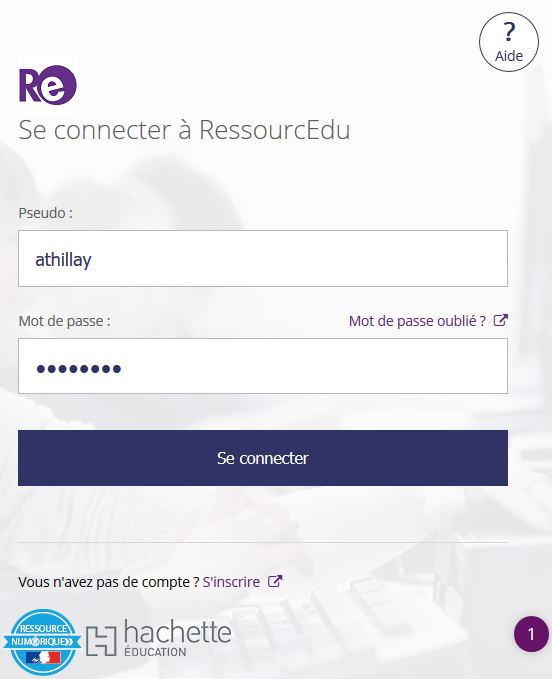 ?
Aide
Re
Se connecter à RessourcEdu
Pseudo :
athillay
Mot de passe :
Mot de passe oublié ?
••••••••
Se connecter
Vous n'avez pas de compte ? S'inscrire
RESSOURCE
NUMÉRIQUE
hachette
ÉDUCATION
1